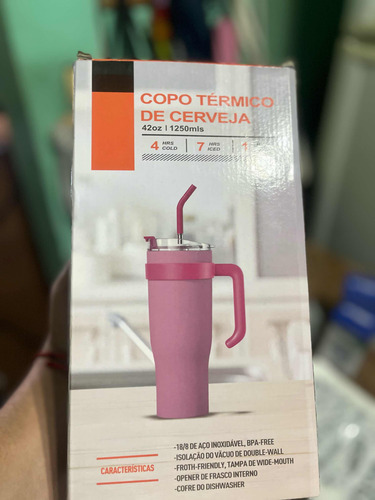 COPO TÉRMICO
DE CERVEJA
42oz | 1250mls
4 HRS COLD | 7 HRS ICED | 1
CARACTERÍSTICAS
-18/8 DE AÇO INOXIDÁVEL, BPA-FREE
-ISOLAÇÃO DO VÁCUO DE DOUBLE-WALL
-FROTH-FRIENDLY, TAMPA DE WIDE-MOUTH
-OPENER DE FRASCO INTERNO
-COFRE DO DISHWASHER